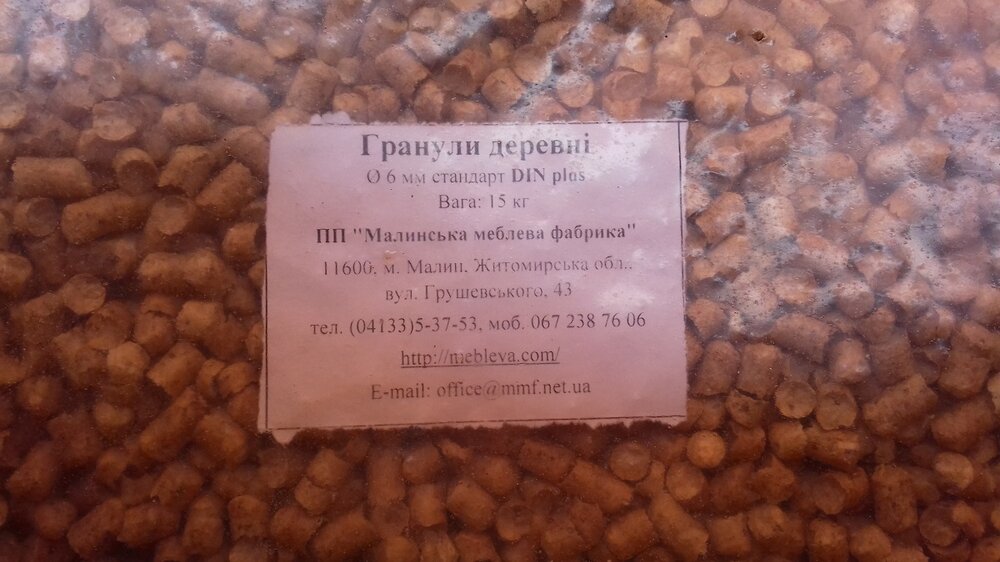 Гранули деревні
Ø 6 мм стандарт DIN plus
Вага: 15 кг
ПП "Малинська меблева фабрика"
11600, м. Малин, Житомирська обл.,
вул. Грушевського, 43
тел. (04133)5-37-53, моб. 067 238 76 06
http://mebleva.com/
E-mail: office@mmf.net.ua